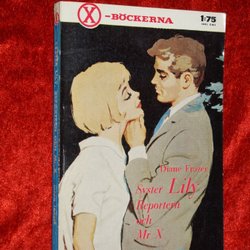 X -BÖCKERNA
1:75
Diane Frazer
Syster Lily
Reportern
och
Mr X